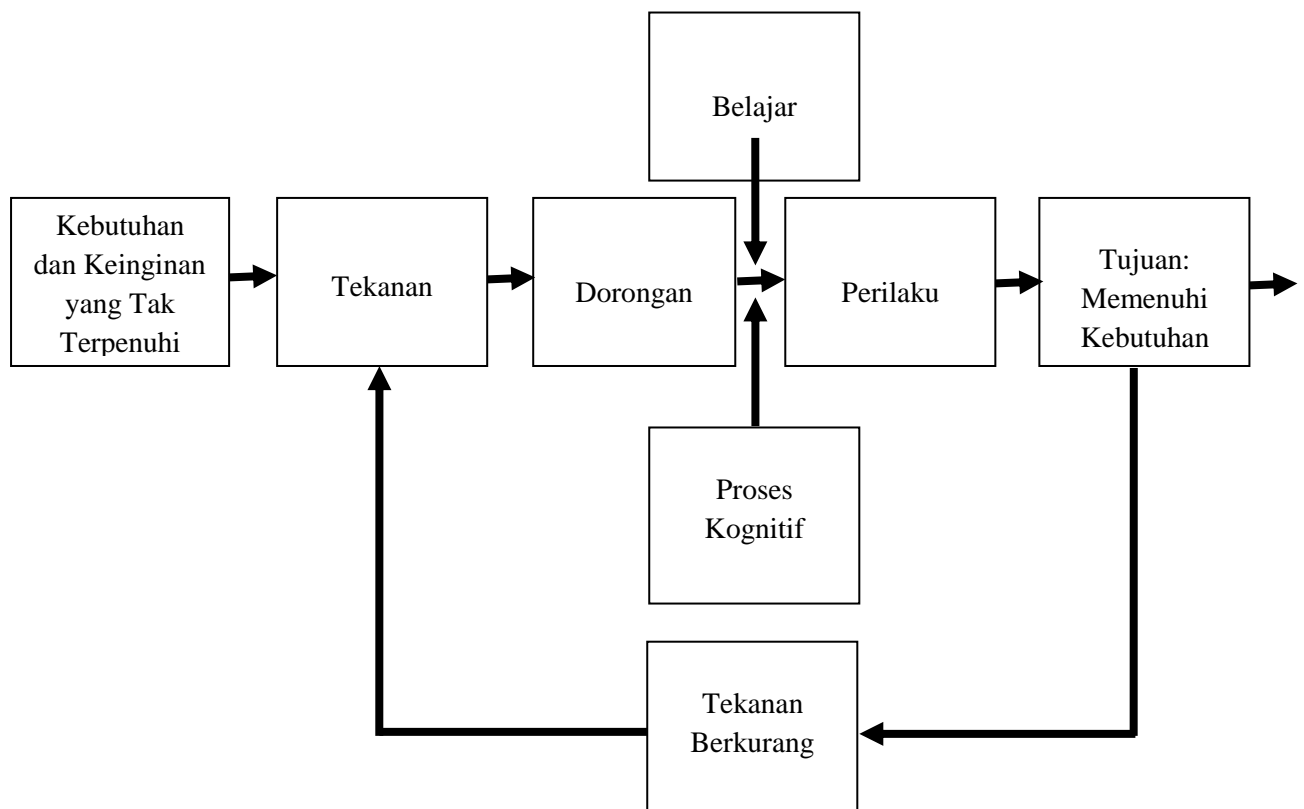 Belajar
Kebutuhan
dan Keinginan
yang Tak
Terpenuhi
Tekanan
Dorongan
Perilaku
Tujuan:
Memenuhi
Kebutuhan
Proses
Kognitif
Tekanan
Berkurang